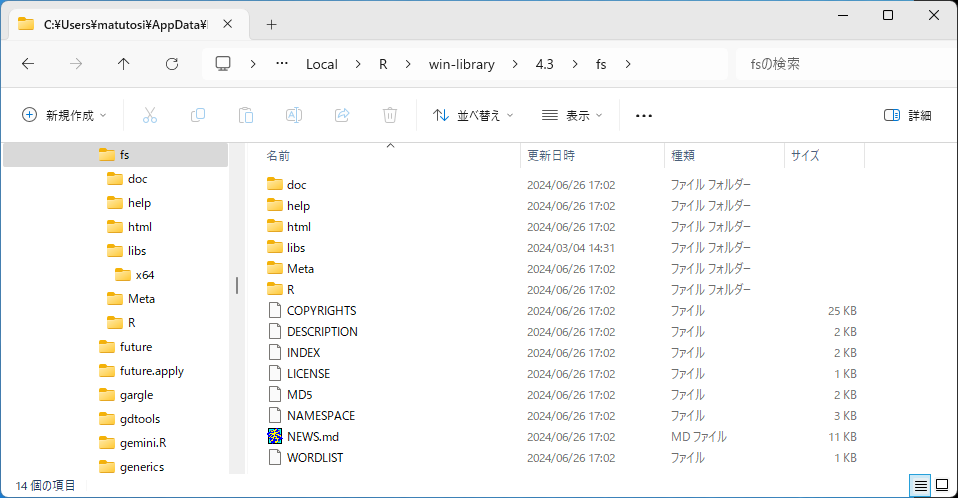 C:¥Users¥matutosi¥AppData¥
Local > R > win-library > 4.3 > fs >
fsの検索
新規作成
並べ替え
表示
詳細
fs
doc
help
html
libs
x64
Meta
R
future
future.apply
gargle
gdtools
gemini.R
generics
名前 更新日時 種類 サイズ
doc 2024/06/26 17:02 ファイル フォルダー
help 2024/06/26 17:02 ファイル フォルダー
html 2024/06/26 17:02 ファイル フォルダー
libs 2024/03/04 14:31 ファイル フォルダー
Meta 2024/06/26 17:02 ファイル フォルダー
R 2024/06/26 17:02 ファイル フォルダー
COPYRIGHTS 2024/06/26 17:02 ファイル 25 KB
DESCRIPTION 2024/06/26 17:02 ファイル 2 KB
INDEX 2024/06/26 17:02 ファイル 2 KB
LICENSE 2024/06/26 17:02 ファイル 1 KB
MD5 2024/06/26 17:02 ファイル 2 KB
NAMESPACE 2024/06/26 17:02 ファイル 3 KB
NEWS.md 2024/06/26 17:02 MD ファイル 11 KB
WORDLIST 2024/06/26 17:02 ファイル 1 KB
14 個の項目